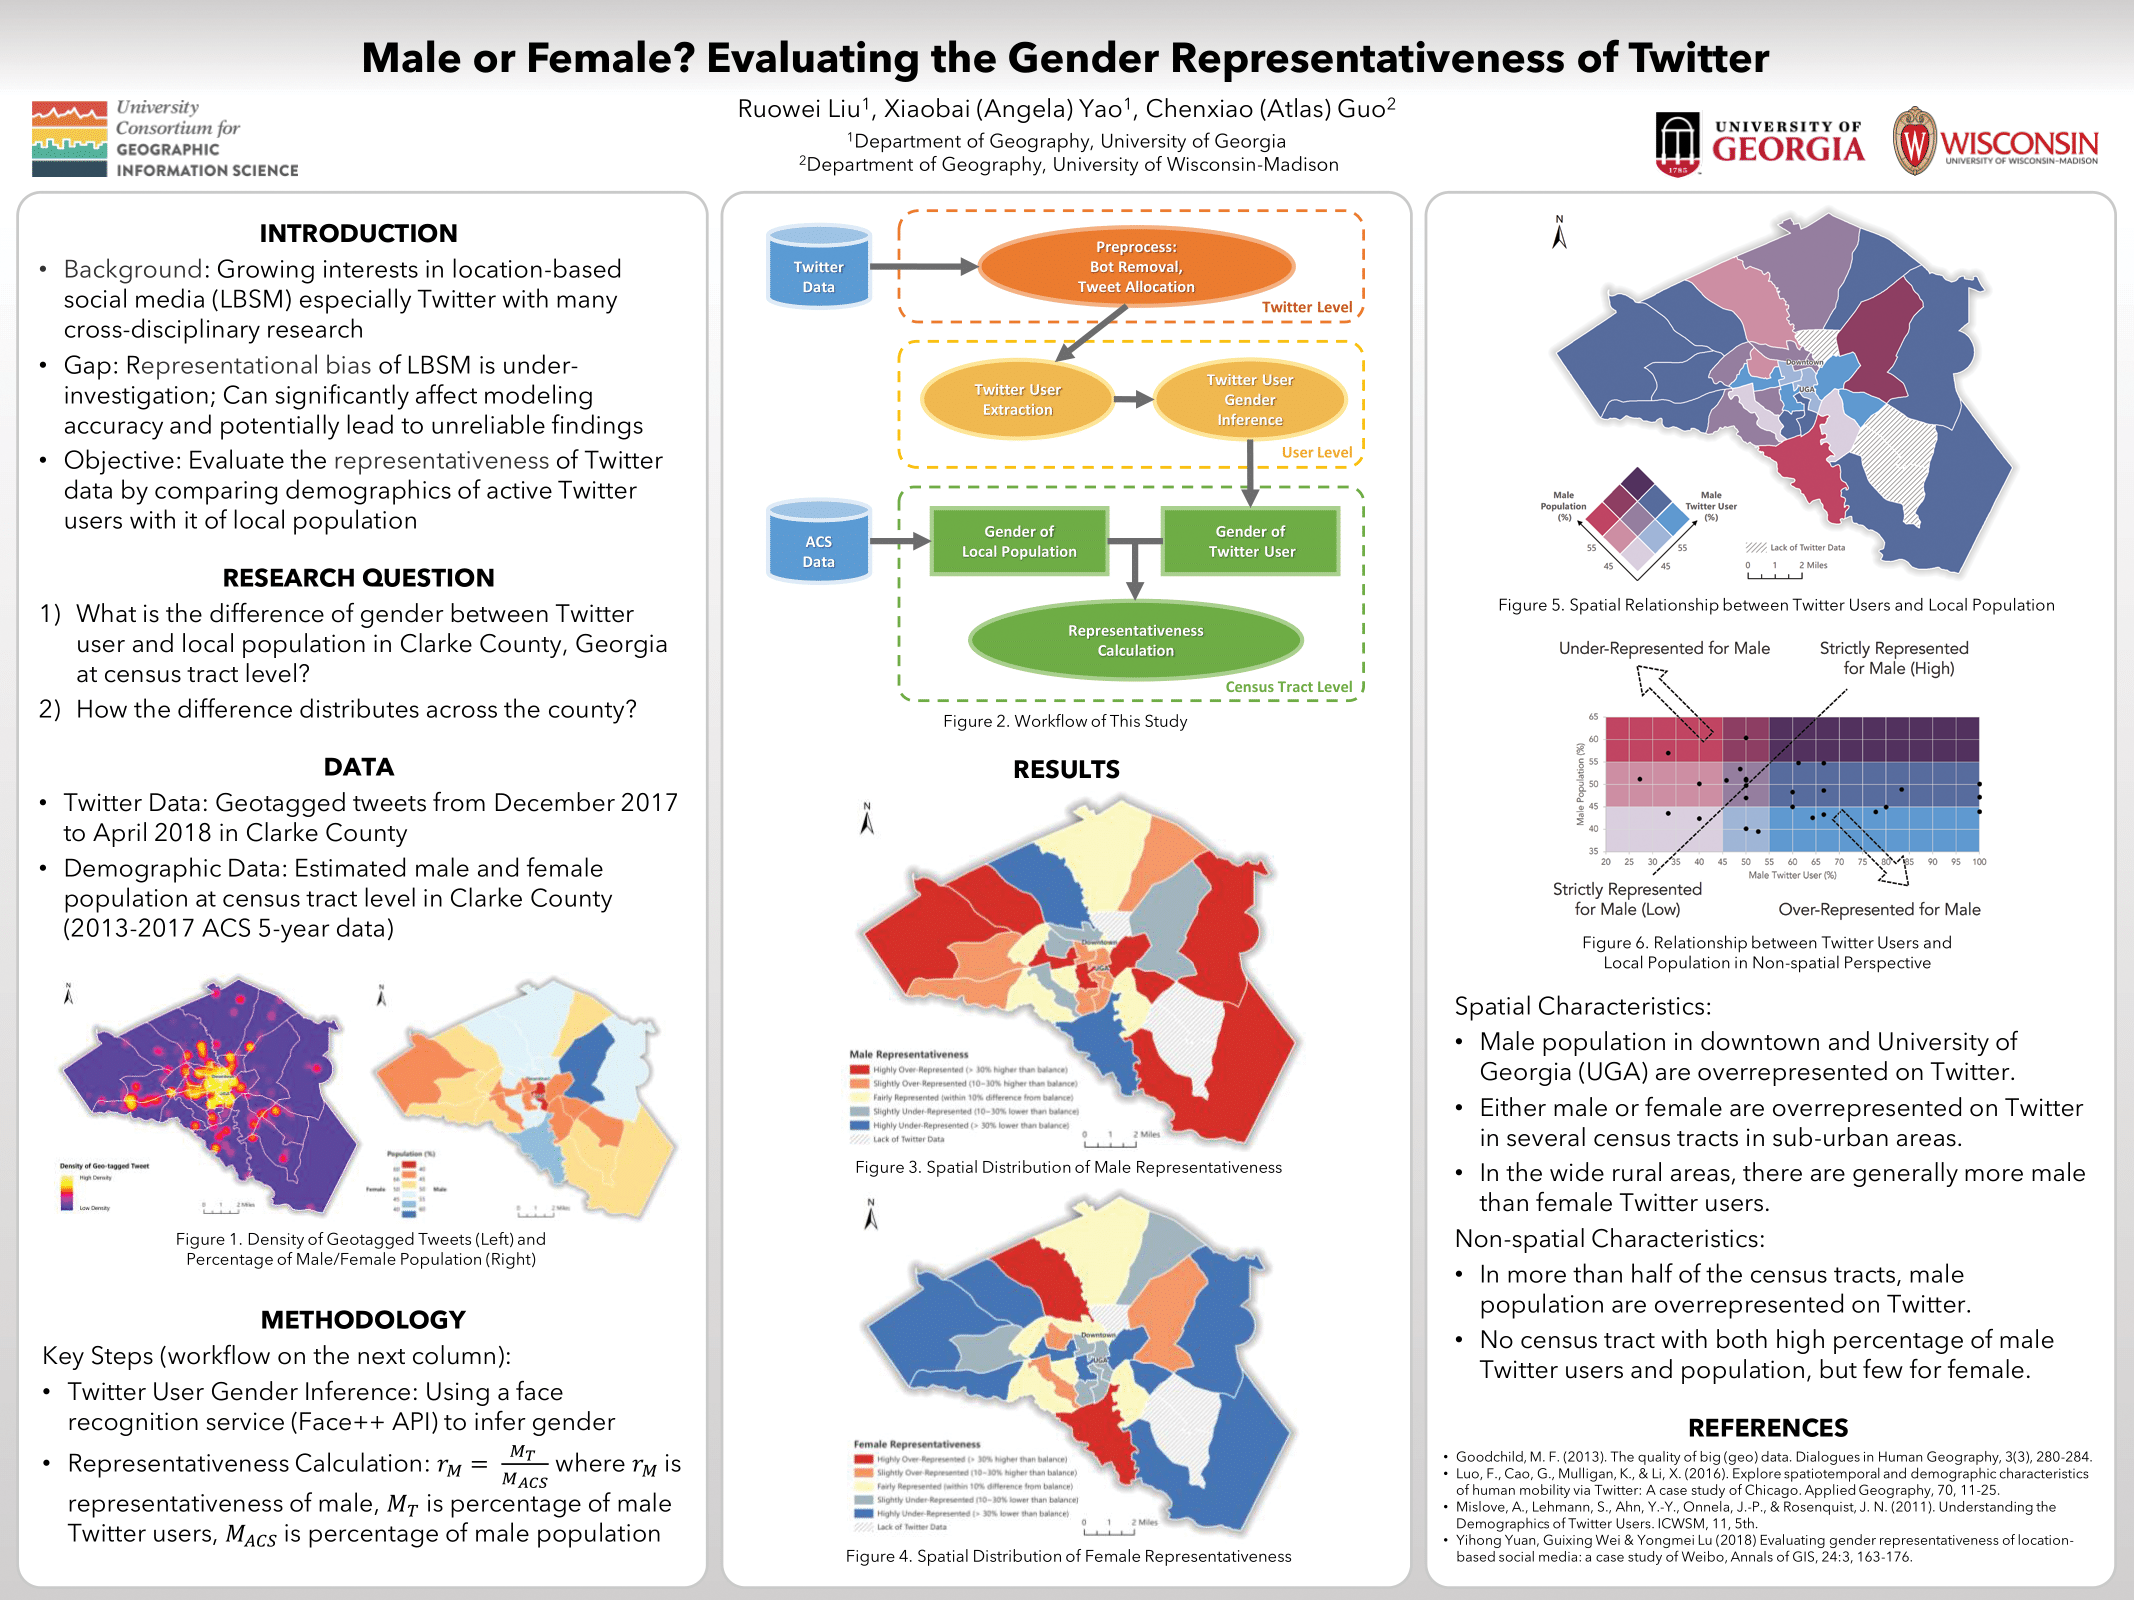 Male or Female? Evaluating the Gender Representativeness of Twitter
University
Consortium for
GEOGRAPHIC
INFORMATION SCIENCE
Ruowei Liu¹, Xiaobai (Angela) Yao¹, Chenxiao (Atlas) Guo²
¹Department of Geography, University of Georgia
²Department of Geography, University of Wisconsin-Madison
1785
UNIVERSITY OF
GEORGIA
W
WISCONSIN
UNIVERSITY OF WISCONSIN-MADISON
INTRODUCTION
• Background: Growing interests in location-based
social media (LBSM) especially Twitter with many
cross-disciplinary research
• Gap: Representational bias of LBSM is under-
investigation; Can significantly affect modeling
accuracy and potentially lead to unreliable findings
• Objective: Evaluate the representativeness of Twitter
data by comparing demographics of active Twitter
users with it of local population
RESEARCH QUESTION
1) What is the difference of gender between Twitter
user and local population in Clarke County, Georgia
at census tract level?
2) How the difference distributes across the county?
DATA
• Twitter Data: Geotagged tweets from December 2017
to April 2018 in Clarke County
• Demographic Data: Estimated male and female
population at census tract level in Clarke County
(2013-2017 ACS 5-year data)
N
Downtown
Density of Geo-tagged Tweet
High Density
Low Density
0 1 2 Miles
N
Population (%)
Female
Male
0 1 2 Miles
Figure 1. Density of Geotagged Tweets (Left) and
Percentage of Male/Female Population (Right)
METHODOLOGY
Key Steps (workflow on the next column):
• Twitter User Gender Inference: Using a face
recognition service (Face++ API) to infer gender
• Representativeness Calculation: r_M = M_T / M_ACS where r_M is
representativeness of male, M_T is percentage of male
Twitter users, M_ACS is percentage of male population
Twitter
Data
Preprocess:
Bot Removal,
Tweet Allocation
Twitter Level
Twitter User
Extraction
Twitter User
Gender
Inference
User Level
ACS
Data
Gender of
Local Population
Gender of
Twitter User
Representativeness
Calculation
Census Tract Level
Figure 2. Workflow of This Study
RESULTS
N
Downtown
UGA
Male Representativeness
Highly Over-Represented (> 30% higher than balance)
Slightly Over-Represented (10~30% higher than balance)
Fairly Represented (within 10% difference from balance)
Slightly Under-Represented (10~30% lower than balance)
Highly Under-Represented (> 30% lower than balance)
Lack of Twitter Data
0 1 2 Miles
Figure 3. Spatial Distribution of Male Representativeness
N
Downtown
UGA
Female Representativeness
Highly Over-Represented (> 30% higher than balance)
Slightly Over-Represented (10~30% higher than balance)
Fairly Represented (within 10% difference from balance)
Slightly Under-Represented (10~30% lower than balance)
Highly Under-Represented (> 30% lower than balance)
Lack of Twitter Data
0 1 2 Miles
Figure 4. Spatial Distribution of Female Representativeness
N
Downtown
UGA
Male
Population
(%)
Male
Twitter User
(%)
55 55
45 45
Lack of Twitter Data
0 1 2 Miles
Figure 5. Spatial Relationship between Twitter Users and Local Population
Under-Represented for Male
Strictly Represented
for Male (High)
Male Population (%)
65
60
55
50
45
40
35
20 25 30 35 40 45 50 55 60 65 70 75 80 85 90 95 100
Male Twitter User (%)
Strictly Represented
for Male (Low)
Over-Represented for Male
Figure 6. Relationship between Twitter Users and
Local Population in Non-spatial Perspective
Spatial Characteristics:
• Male population in downtown and University of
Georgia (UGA) are overrepresented on Twitter.
• Either male or female are overrepresented on Twitter
in several census tracts in sub-urban areas.
• In the wide rural areas, there are generally more male
than female Twitter users.
Non-spatial Characteristics:
• In more than half of the census tracts, male
population are overrepresented on Twitter.
• No census tract with both high percentage of male
Twitter users and population, but few for female.
REFERENCES
• Goodchild, M. F. (2013). The quality of big (geo) data. Dialogues in Human Geography, 3(3), 280-284.
• Luo, F., Cao, G., Mulligan, K., & Li, X. (2016). Explore spatiotemporal and demographic characteristics
of human mobility via Twitter: A case study of Chicago. Applied Geography, 70, 11-25.
• Mislove, A., Lehmann, S., Ahn, Y.-Y., Onnela, J.-P., & Rosenquist, J. N. (2011). Understanding the
Demographics of Twitter Users. ICWSM, 11, 5th.
• Yihong Yuan, Guixing Wei & Yongmei Lu (2018) Evaluating gender representativeness of location-
based social media: a case study of Weibo, Annals of GIS, 24:3, 163-176.